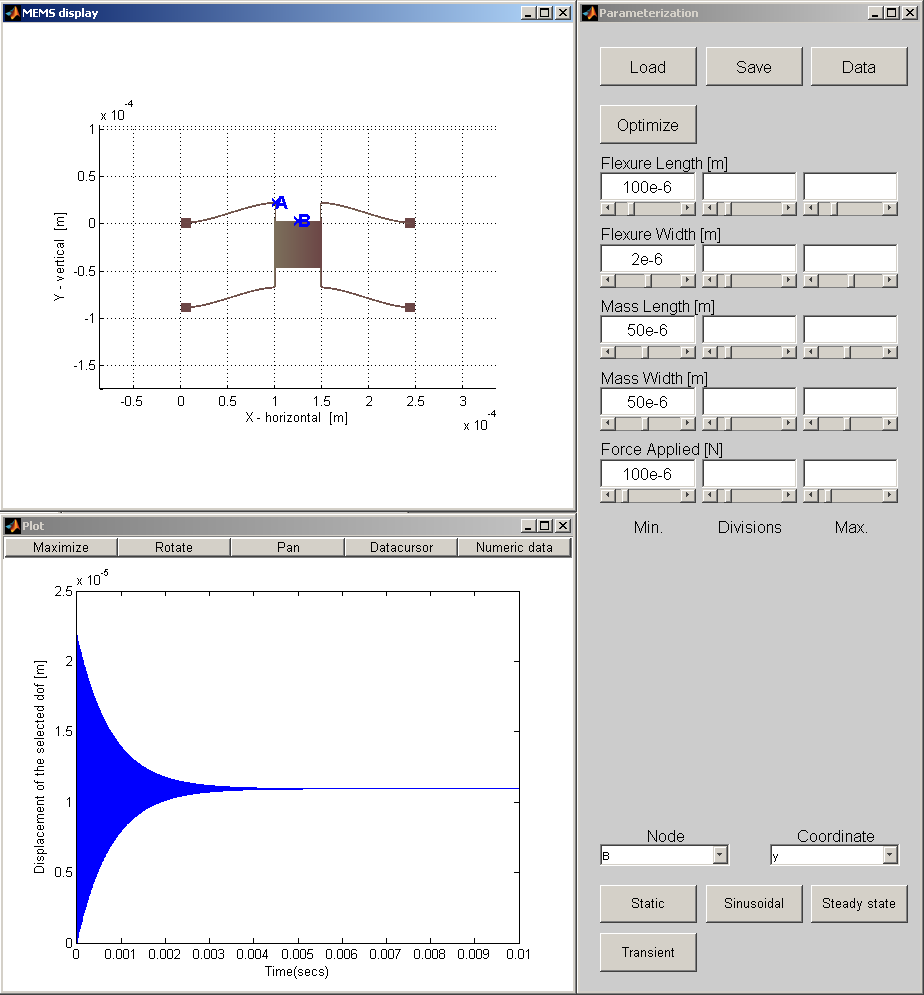 MEMS display
x 10⁻⁴
1
0.5
0
-0.5
-1
-1.5
Y - vertical [m]
A
B
-0.5 0 0.5 1 1.5 2 2.5 3
X - horizontal [m]
x 10⁻⁴
Plot
Maximize Rotate Pan Datacursor Numeric data
x 10⁻⁵
2.5
2
1.5
1
0.5
0
Displacement of the selected dof [m]
0 0.001 0.002 0.003 0.004 0.005 0.006 0.007 0.008 0.009 0.01
Time(secs)
Parameterization
Load Save Data
Optimize
Flexure Length [m]
100e-6
Flexure Width [m]
2e-6
Mass Length [m]
50e-6
Mass Width [m]
50e-6
Force Applied [N]
100e-6
Min. Divisions Max.
Node Coordinate
B y
Static Sinusoidal Steady state
Transient